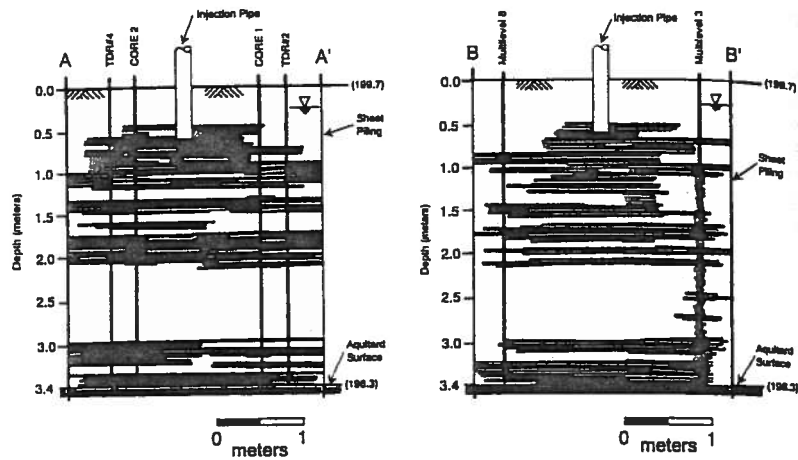 Injection Pipe
A
TDR#4
CORE 2
CORE 1
TDR#2
A'
0.0
0.5
1.0
1.5
2.0
2.5
3.0
3.4
Depth (meters)
(199.7)
Sheet
Piling
Aquitard
Surface
(196.3)
0 1
meters
Injection Pipe
B
Multilevel 8
Multilevel 3
B'
0.0
0.5
1.0
1.5
2.0
2.5
3.0
3.4
Depth (meters)
(199.7)
Sheet
Piling
Aquitard
Surface
(196.3)
0 1
meters